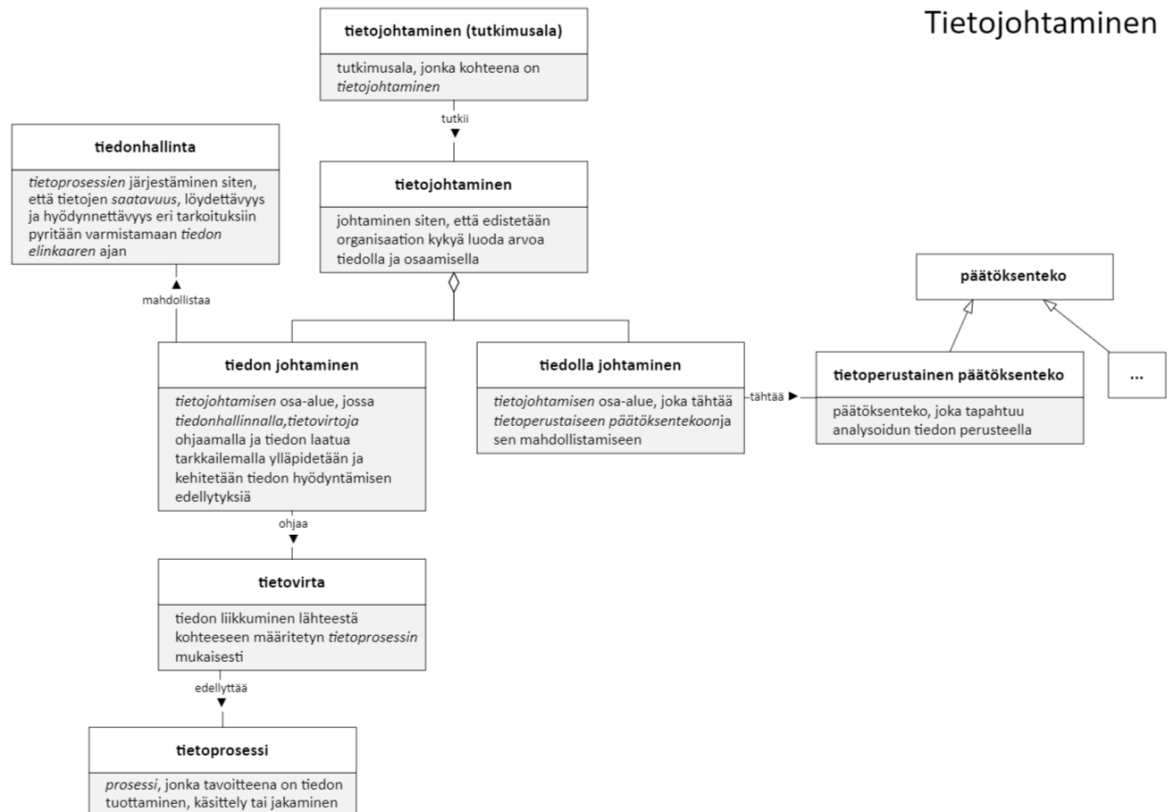 Tietojohtaminen
tietojohtaminen (tutkimusala)
tutkimusala, jonka kohteena on
tietojohtaminen
tutkii
tiedonhallinta
tietoprosessien järjestäminen siten,
että tietojen saatavuus, löydettävyys
ja hyödynnettävyys eri tarkoituksiin
pyritään varmistamaan tiedon
elinkaaren ajan
tietojohtaminen
johtaminen siten, että edistetään
organisaation kykyä luoda arvoa
tiedolla ja osaamisella
mahdollistaa
päätöksenteko
tiedon johtaminen
tietojohtamisen osa-alue, jossa
tiedonhallinnalla,tietovirtoja
ohjaamalla ja tiedon laatua
tarkkailemalla ylläpidetään ja
kehitetään tiedon hyödyntämisen
edellytyksiä
tiedolla johtaminen
tietojohtamisen osa-alue, joka tähtää
tietoperustaiseen päätöksentekoonja
sen mahdollistamiseen
tähtää
tietoperustainen päätöksenteko
päätöksenteko, joka tapahtuu
analysoidun tiedon perusteella
...
ohjaa
tietovirta
tiedon liikkuminen lähteestä
kohteeseen määritetyn tietoprosessin
mukaisesti
edellyttää
tietoprosessi
prosessi, jonka tavoitteena on tiedon
tuottaminen, käsittely tai jakaminen